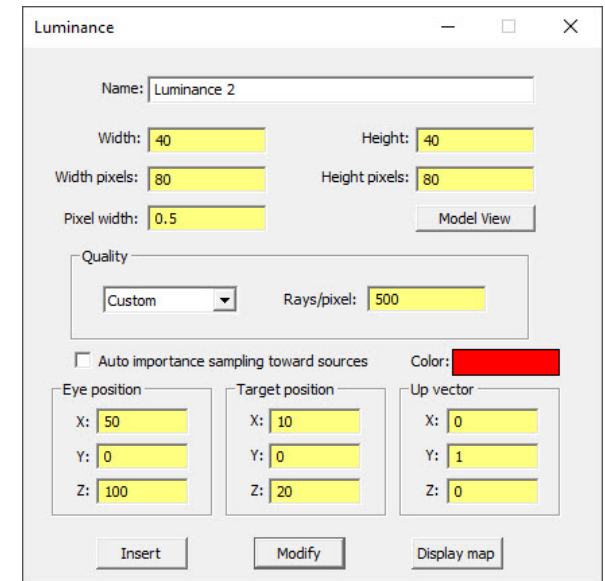 Luminance
Name: Luminance 2
Width: 40 Height: 40
Width pixels: 80 Height pixels: 80
Pixel width: 0.5 Model View
Quality
Custom Rays/pixel: 500
Auto importance sampling toward sources Color:
Eye position Target position Up vector
X: 50 X: 10 X: 0
Y: 0 Y: 0 Y: 1
Z: 100 Z: 20 Z: 0
Insert Modify Display map